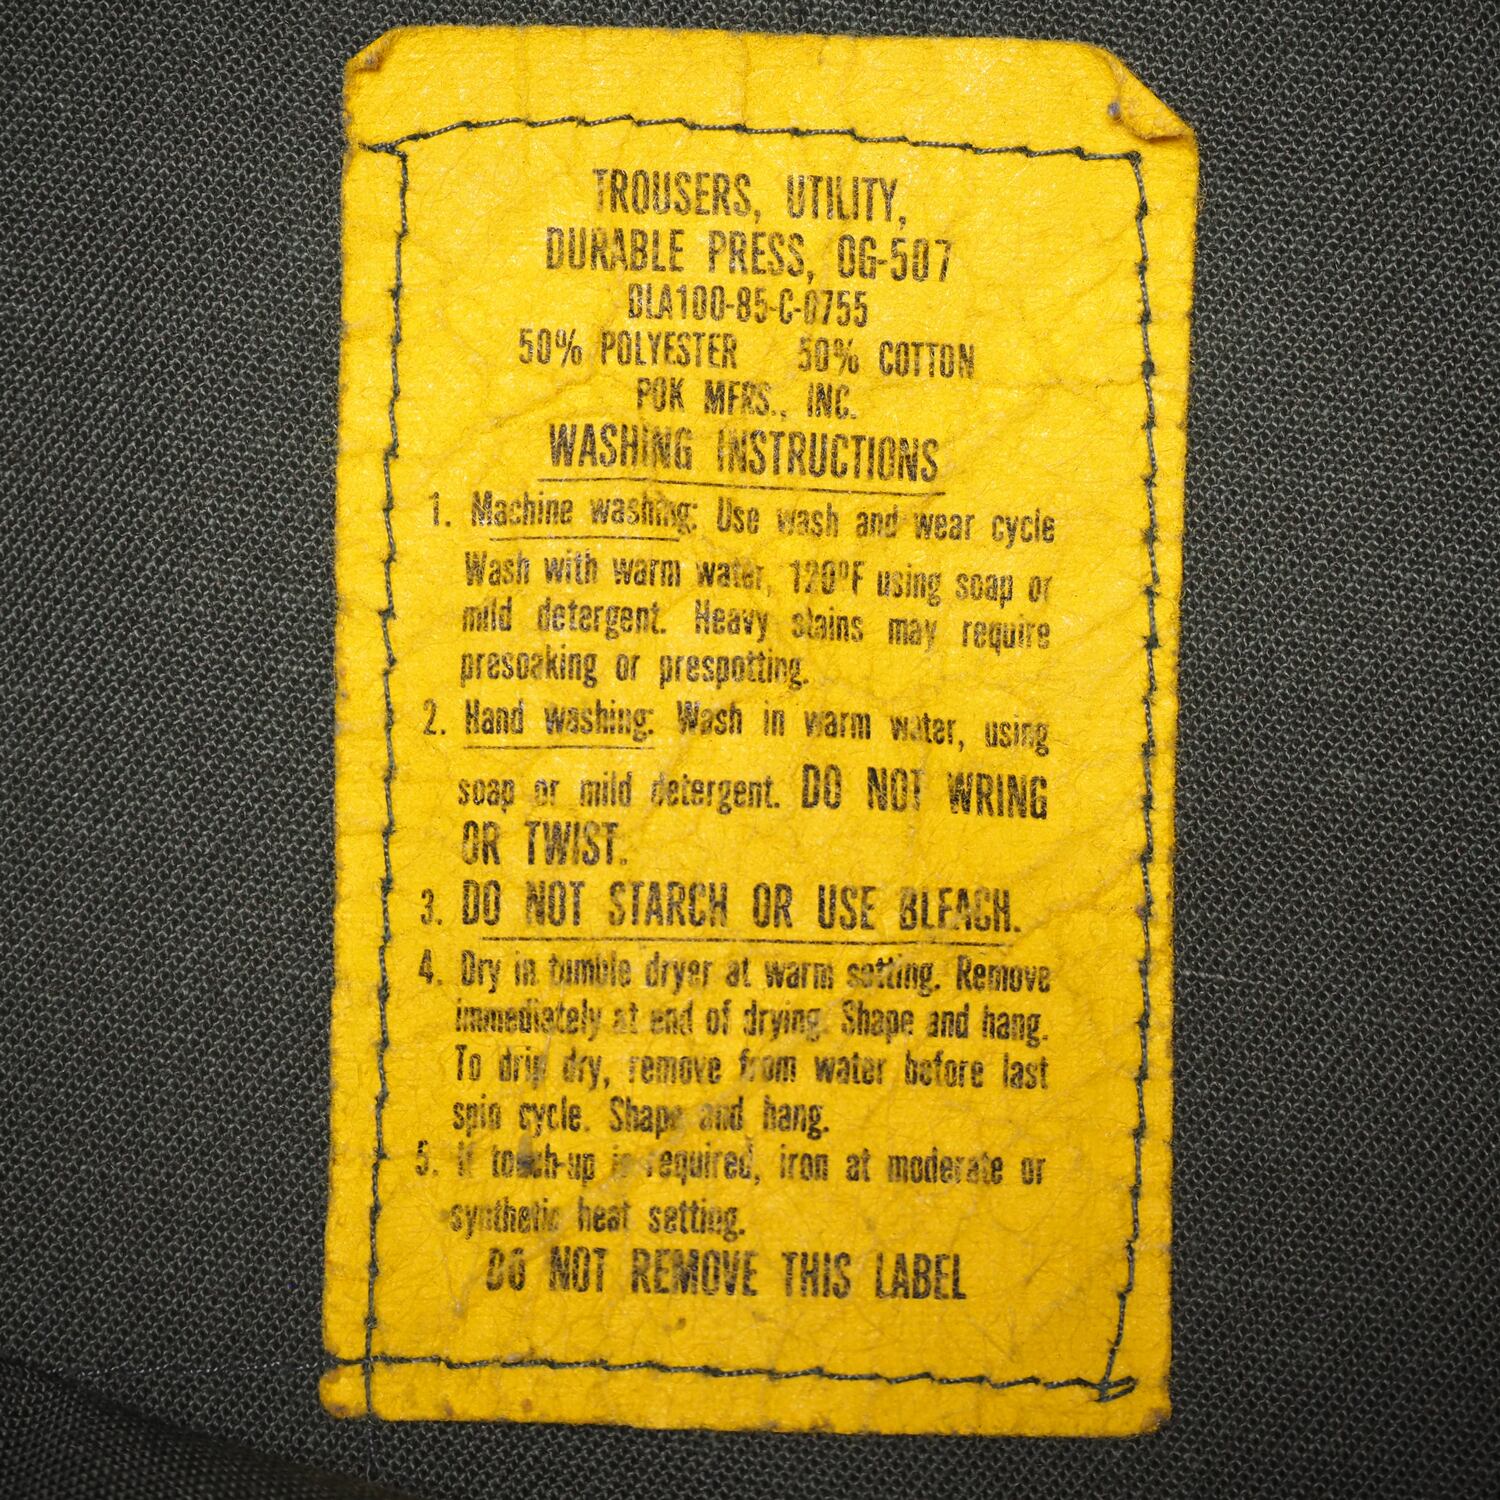 TROUSERS, UTILITY,
DURABLE PRESS, OG-507
DLA100-85-C-0755
50% POLYESTER 50% COTTON
POK MFRS., INC.
WASHING INSTRUCTIONS
1. Machine washing: Use wash and wear cycle
Wash with warm water, 120°F using soap or
mild detergent. Heavy stains may require
presoaking or prespotting.
2. Hand washing: Wash in warm water, using
soap or mild detergent. DO NOT WRING
OR TWIST.
3. DO NOT STARCH OR USE BLEACH.
4. Dry in tumble dryer at warm setting. Remove
immediately at end of drying. Shape and hang.
To drip dry, remove from water before last
spin cycle. Shape and hang.
5. If touch-up is required, iron at moderate or
synthetic heat setting.
DO NOT REMOVE THIS LABEL